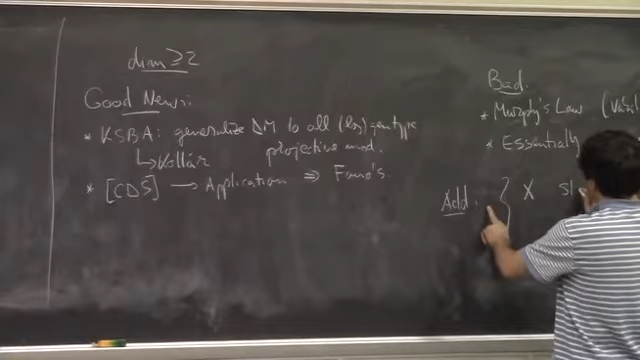 dim ≥ 2
Good News:
* KSBA: generalize DM to all (log) gen type
projective mod.
↳ Kollár
* [CDS] → Application ⇒ Fano's.
Bad.
* Murphy's Law (Vakil
* Essentially
Add. { X